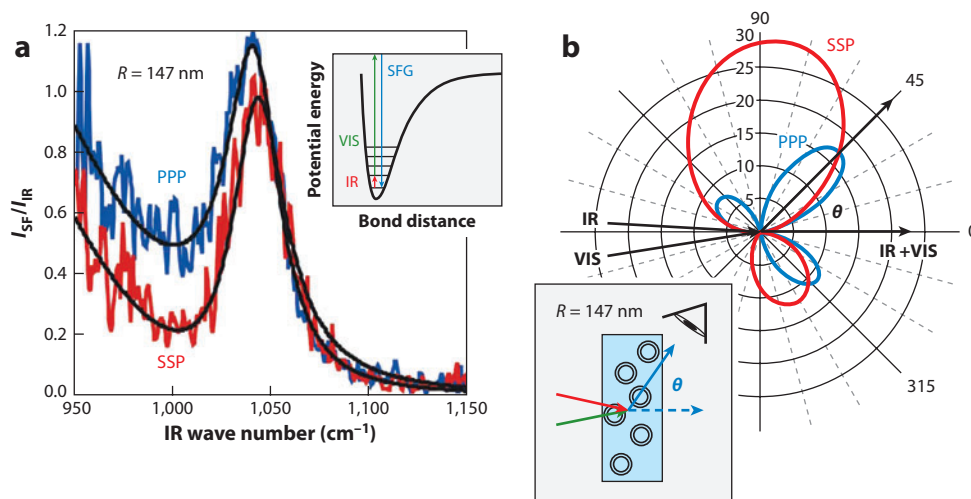 a
1.2
1.0
0.8
0.6
0.4
0.2
0.0
I_SF/I_IR
R = 147 nm
PPP
SSP
950
1,000
1,050
1,100
1,150
IR wave number (cm⁻¹)
Potential energy
SFG
VIS
IR
Bond distance
b
90
30
25
20
15
10
5
SSP
45
PPP
θ
IR
VIS
0
IR +VIS
315
R = 147 nm
θ